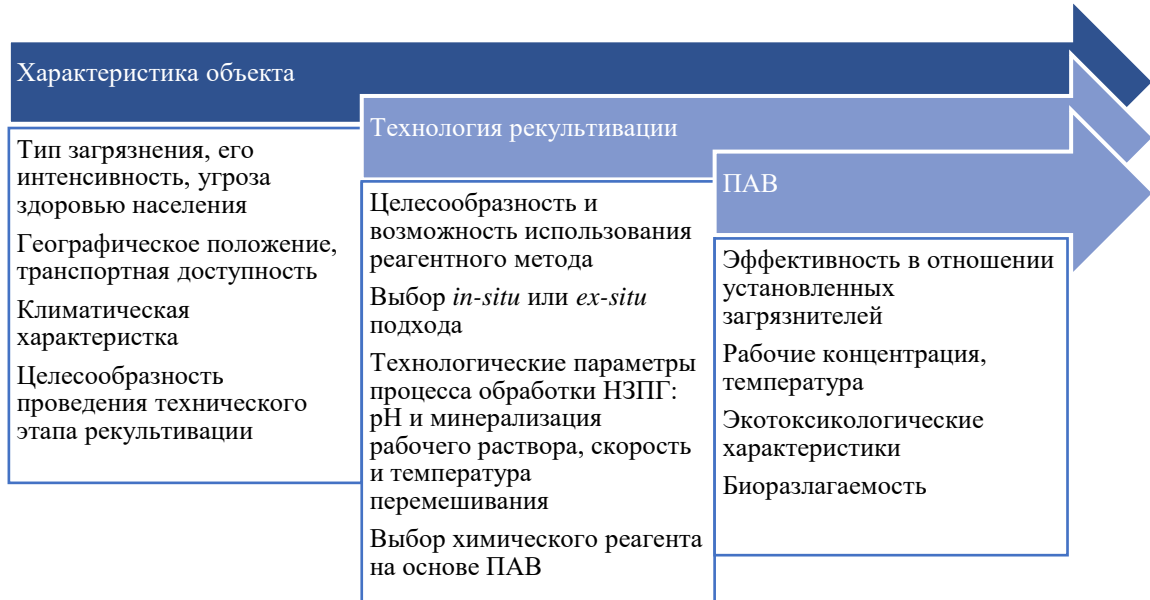 Характеристика объекта
Тип загрязнения, его
интенсивность, угроза
здоровью населения
Географическое положение,
транспортная доступность
Климатическая
характеристка
Целесообразность
проведения технического
этапа рекультивации
Технология рекультивации
Целесообразность и
возможность использования
реагентного метода
Выбор in-situ или ex-situ
подхода
Технологические параметры
процесса обработки НЗПГ:
pH и минерализация
рабочего раствора, скорость
и температура
перемешивания
Выбор химического реагента
на основе ПАВ
ПАВ
Эффективность в отношении
установленных
загрязнителей
Рабочие концентрация,
температура
Экотоксикологические
характеристики
Биоразлагаемость